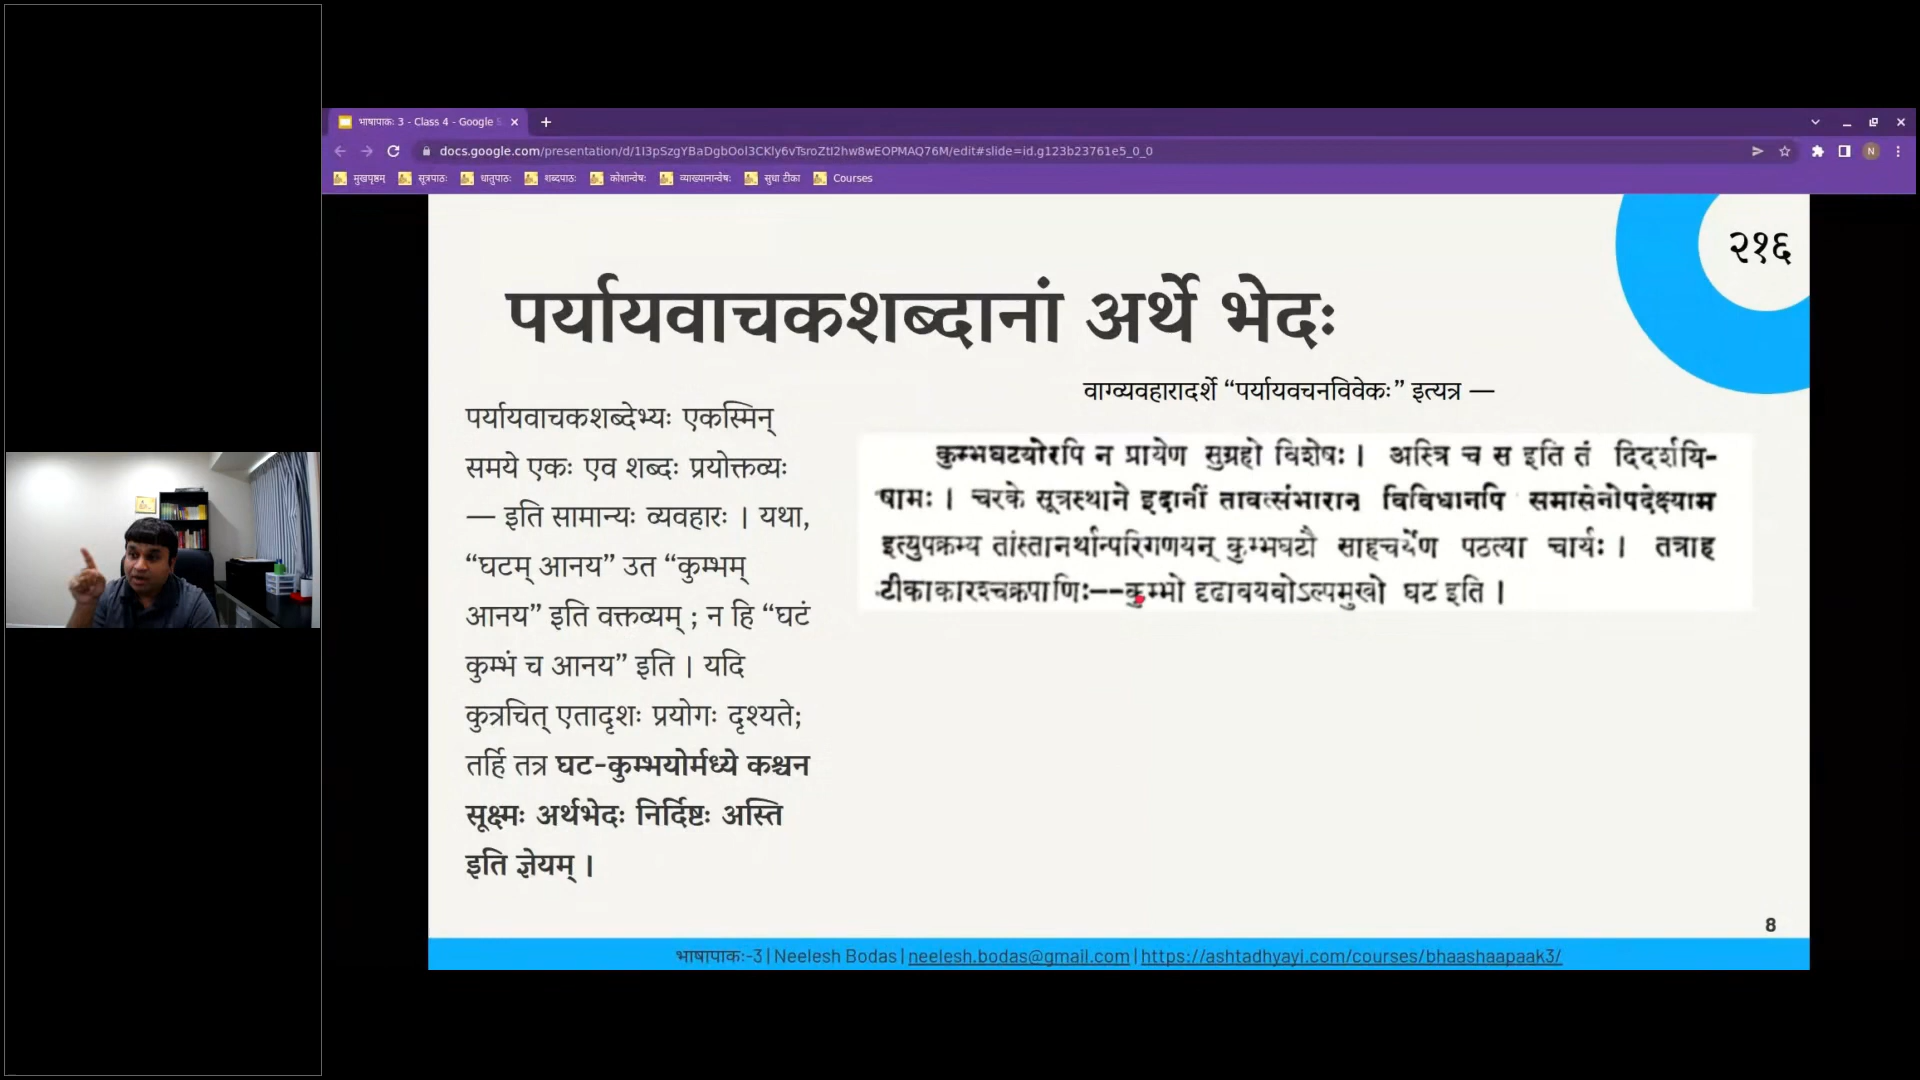 भाषापाकः 3 - Class 4 - Google S
docs.google.com/presentation/d/1I3pSzgYBaDgbOol3CKly6vTsroZtI2hw8wEOPMAQ76M/edit#slide=id.g123b23761e5_0_0
N
मुखपृष्ठम् सूत्रपाठः धातुपाठः शब्दपाठः कोशान्वेषः व्याख्यानान्वेषः सुधा टीका Courses
२१६
पर्यायवाचकशब्दानां अर्थे भेदः
पर्यायवाचकशब्देभ्यः एकस्मिन्
समये एकः एव शब्दः प्रयोक्तव्यः
— इति सामान्यः व्यवहारः । यथा,
“घटम् आनय” उत “कुम्भम्
आनय” इति वक्तव्यम् ; न हि “घटं
कुम्भं च आनय” इति । यदि
कुत्रचित् एतादृशः प्रयोगः दृश्यते;
तर्हि तत्र घट-कुम्भयोर्मध्ये कश्चन
सूक्ष्मः अर्थभेदः निर्दिष्टः अस्ति
इति ज्ञेयम् ।
वाग्व्यवहारादर्शे “पर्यायवचनविवेकः” इत्यत्र —
कुम्भघटयोरपि न प्रायेण सुग्रहो विशेषः । अस्ति च स इति तं दिदर्शयि-
षामः । चरके सूत्रस्थाने इदानीं तावत्संभारान् विविधानपि समासेनोपदेक्ष्याम
इत्युपक्रम्य तांस्तानर्थान्परिगणयन् कुम्भघटौ साहचर्येण पठत्या चार्यः । तत्राह
टीकाकारश्चक्रपाणिः--कुम्भो दृढावयवोऽल्पमुखो घट इति ।
8
भाषापाकः-3 | Neelesh Bodas | neelesh.bodas@gmail.com | https://ashtadhyayi.com/courses/bhaashaapaak3/